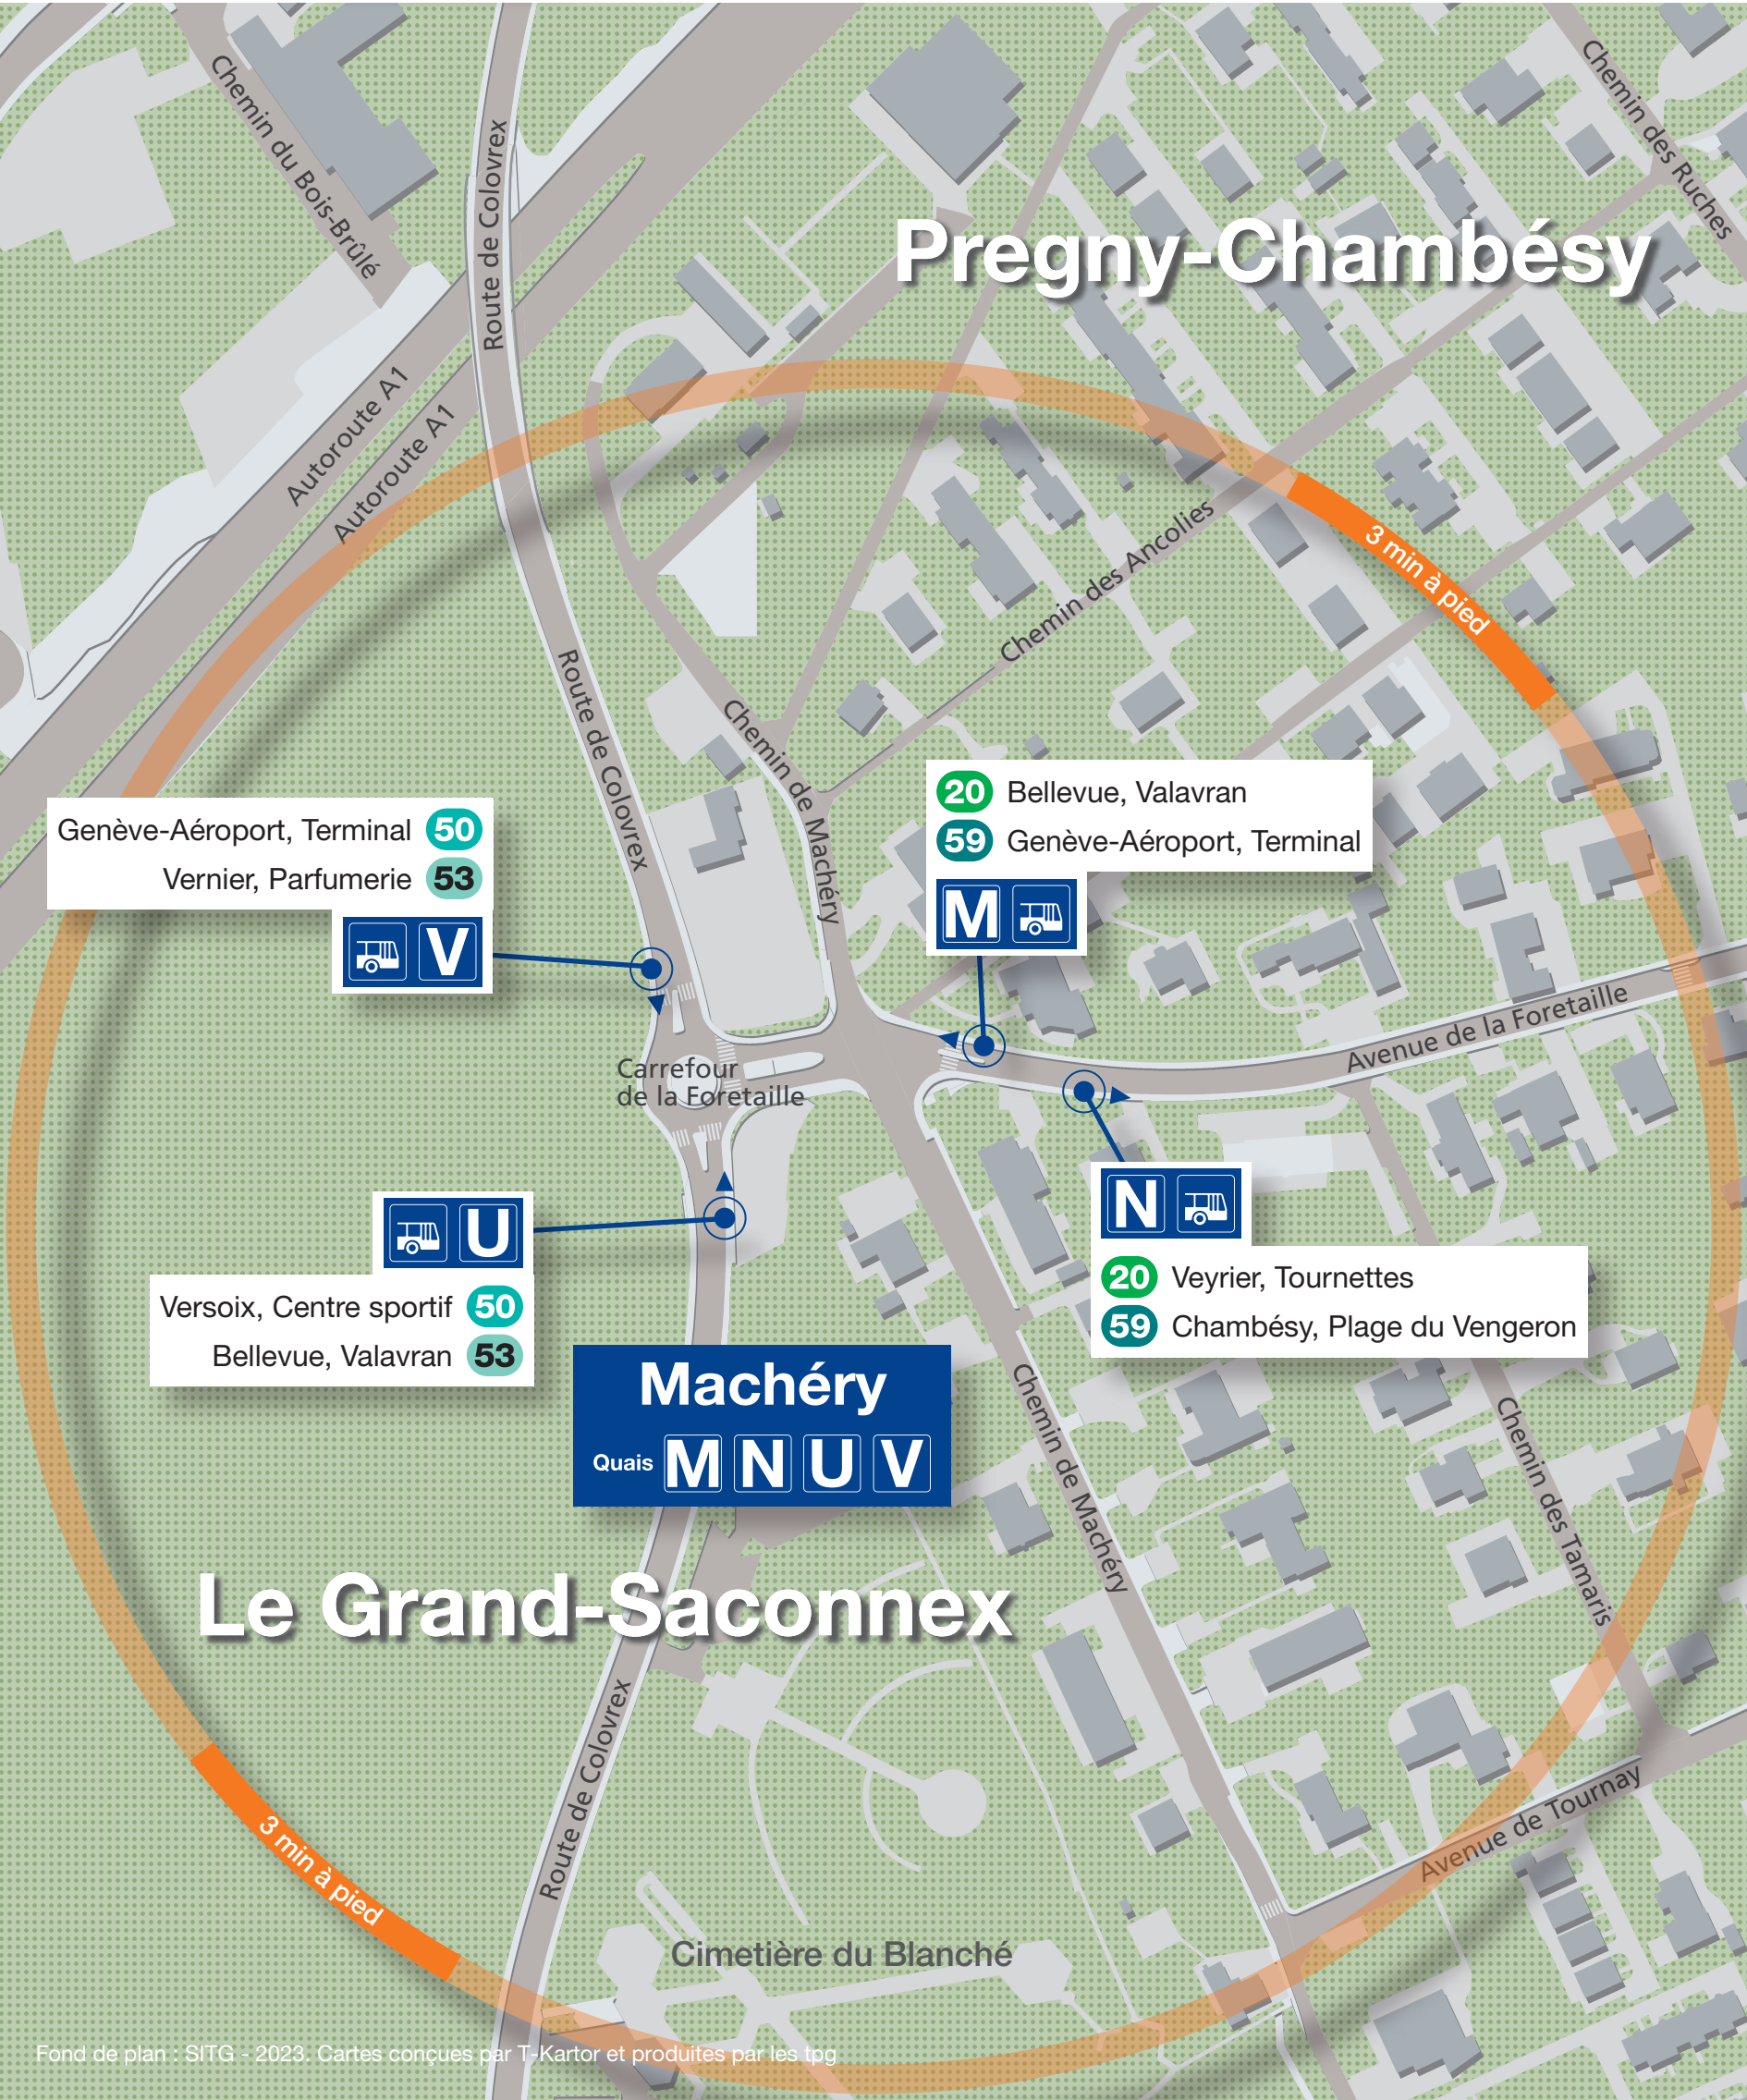 Chemin du Bois-Brûlé
Route de Colovrex
Chemin des Ruches
Pregny-Chambésy
Autoroute A1
Autoroute A1
3 min à pied
Chemin des Ancolies
Route de Colovrex
Chemin de Machéry
20 Bellevue, Valavran
59 Genève-Aéroport, Terminal
M
Genève-Aéroport, Terminal 50
Vernier, Parfumerie 53
V
Avenue de la Foretaille
Carrefour
de la Foretaille
N
20 Veyrier, Tournettes
59 Chambésy, Plage du Vengeron
U
Versoix, Centre sportif 50
Bellevue, Valavran 53
Machéry
Quais M N U V
Chemin de Machéry
Chemin des Tamaris
Le Grand-Saconnex
Route de Colovrex
Avenue de Tournay
3 min à pied
Cimetière du Blanché
Fond de plan : SITG - 2023. Cartes conçues par T-Kartor et produites par les tpg